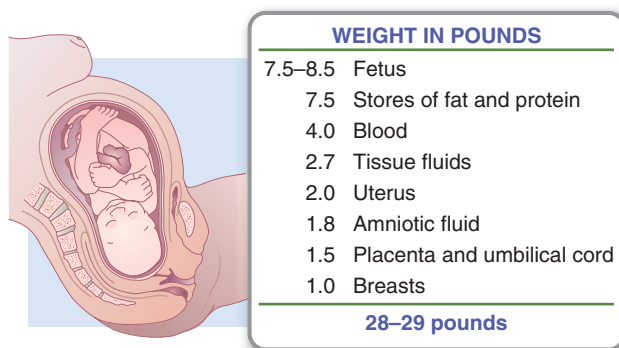 WEIGHT IN POUNDS
7.5–8.5 Fetus
7.5 Stores of fat and protein
4.0 Blood
2.7 Tissue fluids
2.0 Uterus
1.8 Amniotic fluid
1.5 Placenta and umbilical cord
1.0 Breasts
28–29 pounds